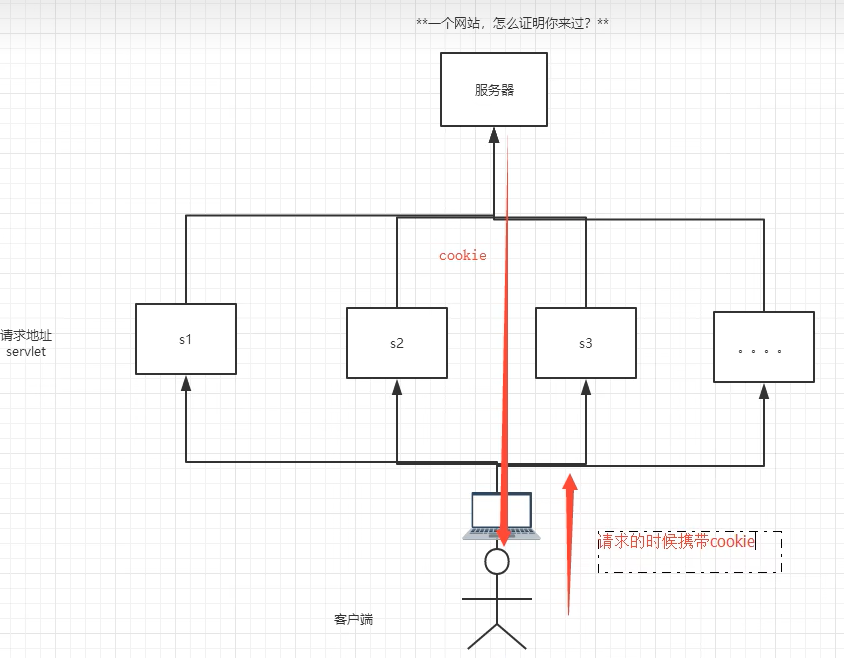 **一个网站，怎么证明你来过？**
服务器
cookie
s1
s2
s3
。。。。
请求地址
servlet
请求的时候携带cookie
客户端